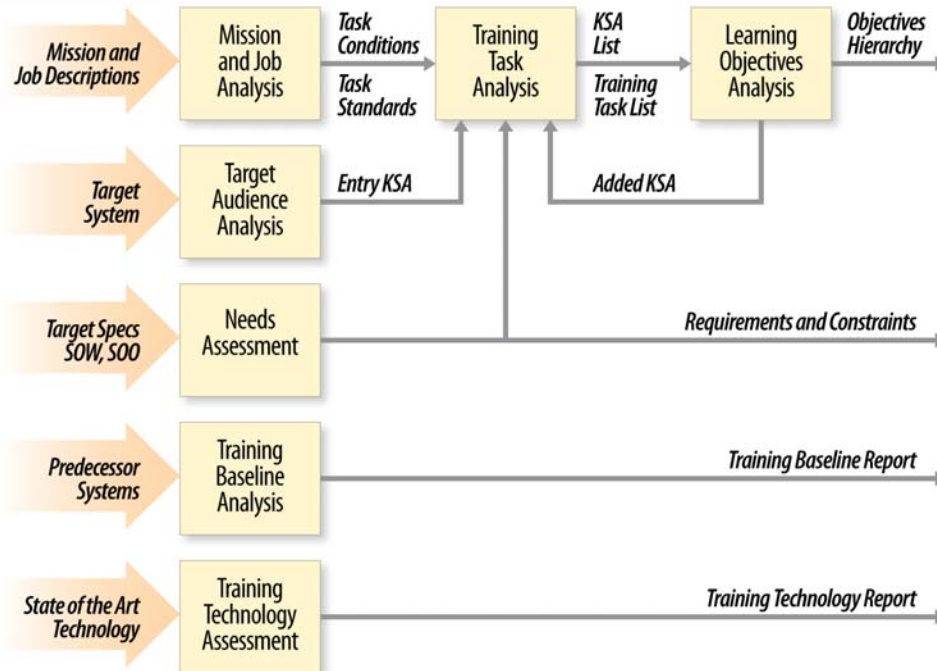 Mission and
Job Descriptions
Mission
and Job
Analysis
Task
Conditions
Task
Standards
Training
Task
Analysis
KSA
List
Training
Task List
Learning
Objectives
Analysis
Objectives
Hierarchy
Target
System
Target
Audience
Analysis
Entry KSA
Added KSA
Target Specs
SOW, SOO
Needs
Assessment
Requirements and Constraints
Predecessor
Systems
Training
Baseline
Analysis
Training Baseline Report
State of the Art
Technology
Training
Technology
Assessment
Training Technology Report